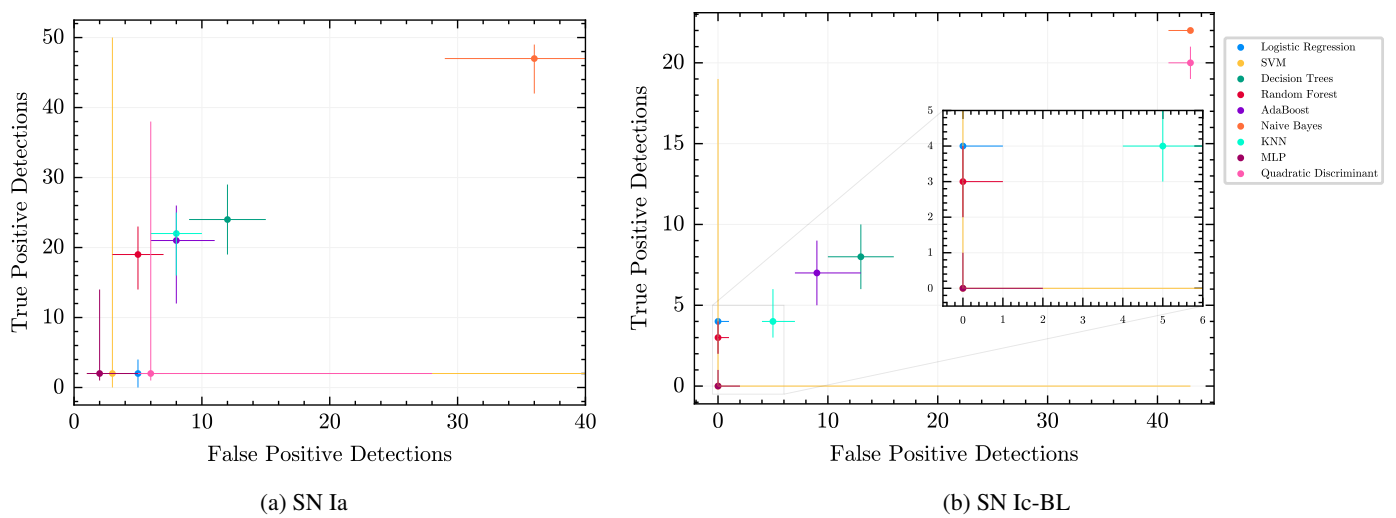 50
40
30
20
10
0
True Positive Detections
0
10
20
30
40
False Positive Detections
(a) SN Ia
20
15
10
5
0
True Positive Detections
0
10
20
30
40
False Positive Detections
5
4
3
2
1
0
0
1
2
3
4
5
6
(b) SN Ic-BL
Logistic Regression
SVM
Decision Trees
Random Forest
AdaBoost
Naive Bayes
KNN
MLP
Quadratic Discriminant